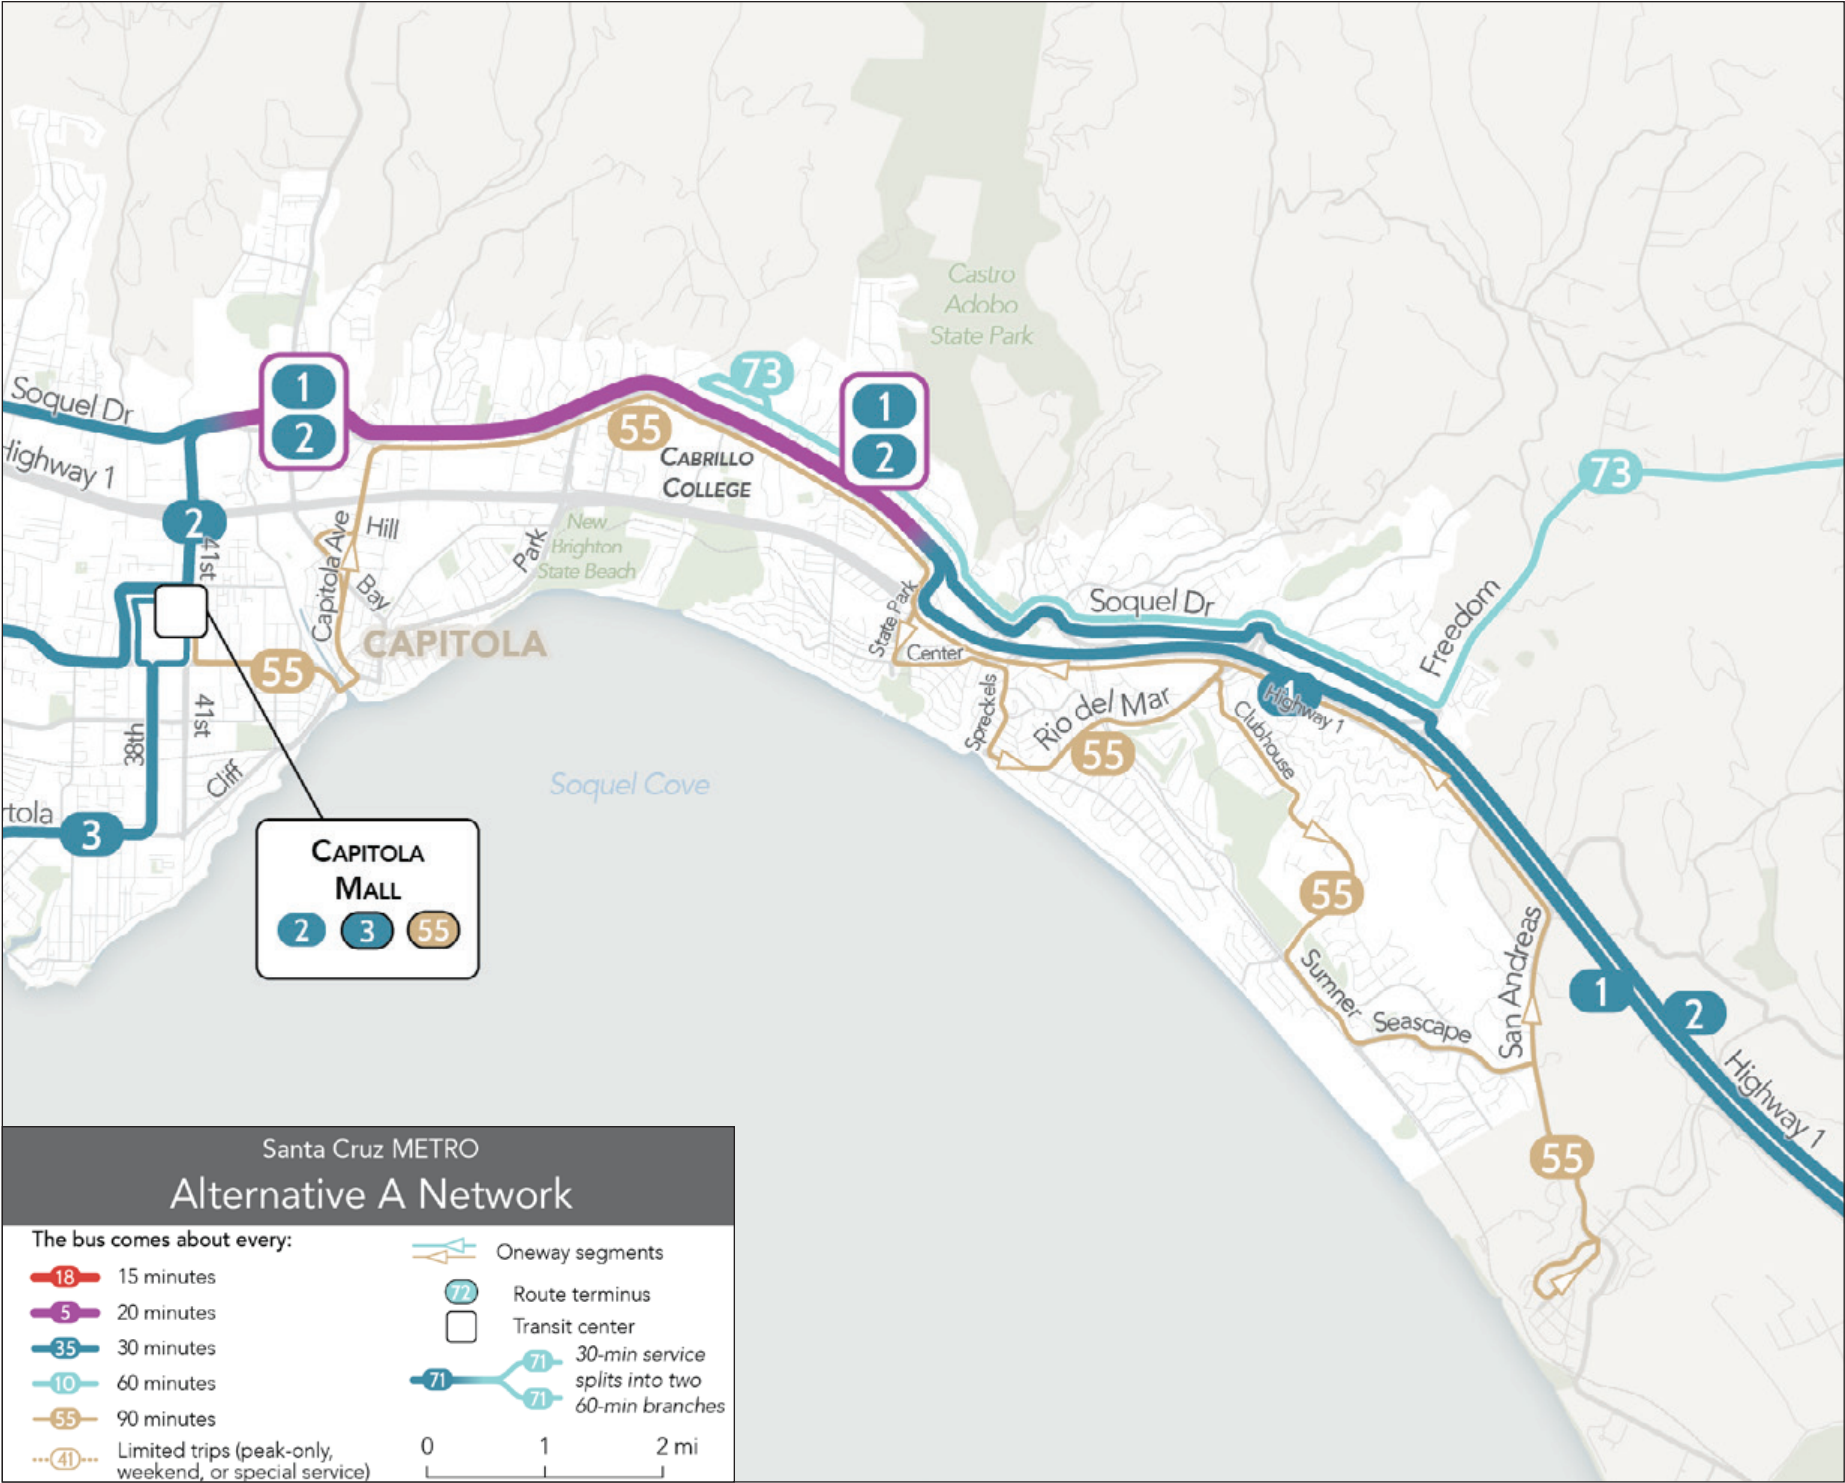 Castro
Adobo
State Park
73
1
2
1
2
Soquel Dr
55
CABRILLO
COLLEGE
Highway 1
73
2
41st
Capitola Ave
Hill
Park
New
Brighton
State Beach
Bay
State Park
Soquel Dr
Freedom
CAPITOLA
Center
55
41st
38th
Cliff
Spreckels
Rio del Mar
55
Clubhouse
1
Highway 1
Soquel Cove
tola
3
CAPITOLA
MALL
2 3 55
55
Sumner
Seascape
San Andreas
1
2
Highway 1
55
Santa Cruz METRO
Alternative A Network
The bus comes about every:
18 15 minutes
5 20 minutes
35 30 minutes
10 60 minutes
55 90 minutes
41 Limited trips (peak-only,
weekend, or special service)
Oneway segments
72 Route terminus
Transit center
71 71 71
30-min service
splits into two
60-min branches
0 1 2 mi